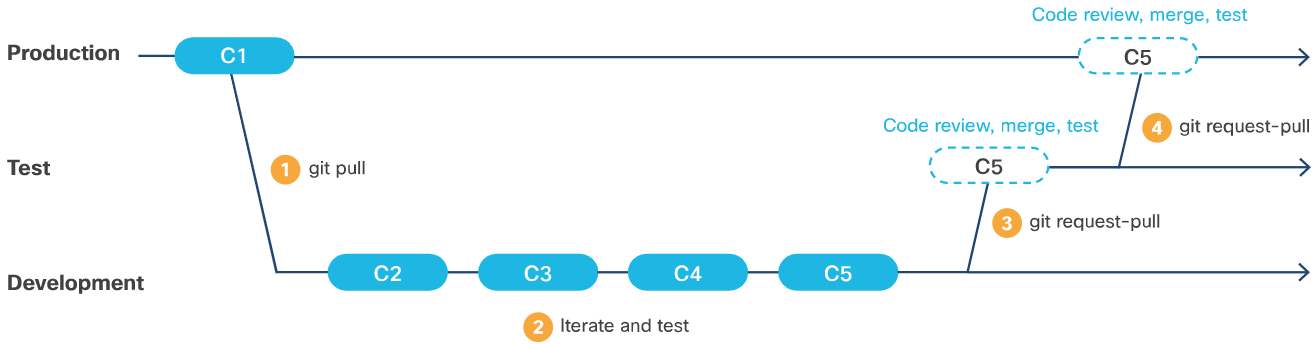 Code review, merge, test
Production
C1
C5
Code review, merge, test
4 git request-pull
Test
1 git pull
C5
3 git request-pull
Development
C2
C3
C4
C5
2 Iterate and test